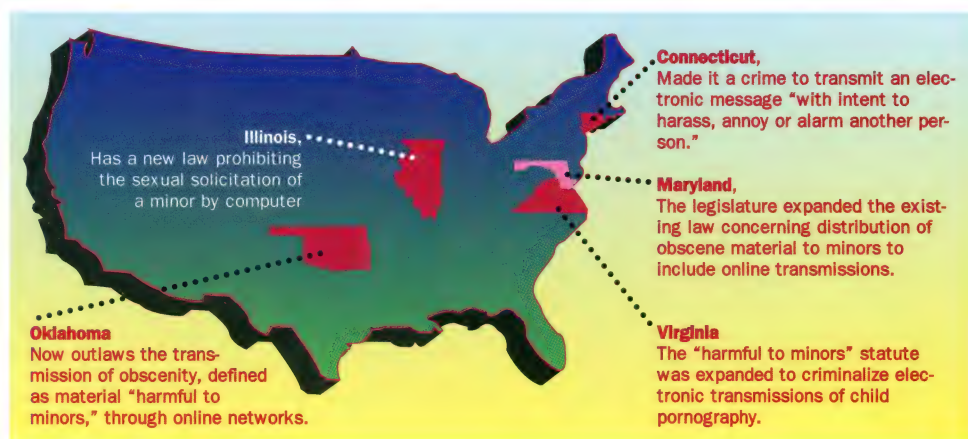 Illinois,
Has a new law prohibiting
the sexual solicitation of
a minor by computer
Connecticut,
Made it a crime to transmit an elec-
tronic message "with intent to
harass, annoy or alarm another per-
son."
Maryland,
The legislature expanded the exist-
ing law concerning distribution of
obscene material to minors to
include online transmissions.
Oklahoma
Now outlaws the trans-
mission of obscenity, defined
as material "harmful to
minors," through online networks.
Virginia
The "harmful to minors" statute
was expanded to criminalize elec-
tronic transmissions of child
pornography.